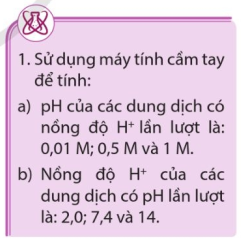 1. Sử dụng máy tính cầm tay
để tính:
a) pH của các dung dịch có
nồng độ H⁺ lần lượt là:
0,01 M; 0,5 M và 1 M.
b) Nồng độ H⁺ của các
dung dịch có pH lần lượt
là: 2,0; 7,4 và 14.